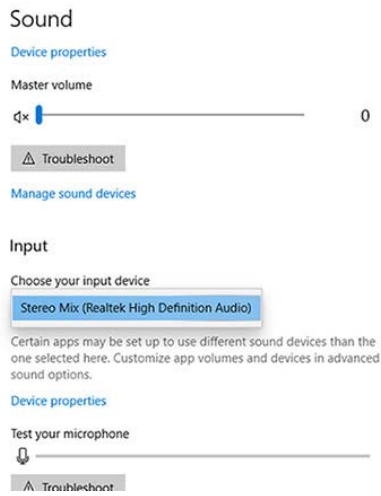 Sound
Device properties
Master volume
0
Troubleshoot
Manage sound devices
Input
Choose your input device
Stereo Mix (Realtek High Definition Audio)
Certain apps may be set up to use different sound devices than the
one selected here. Customize app volumes and devices in advanced
sound options.
Device properties
Test your microphone
Troubleshoot